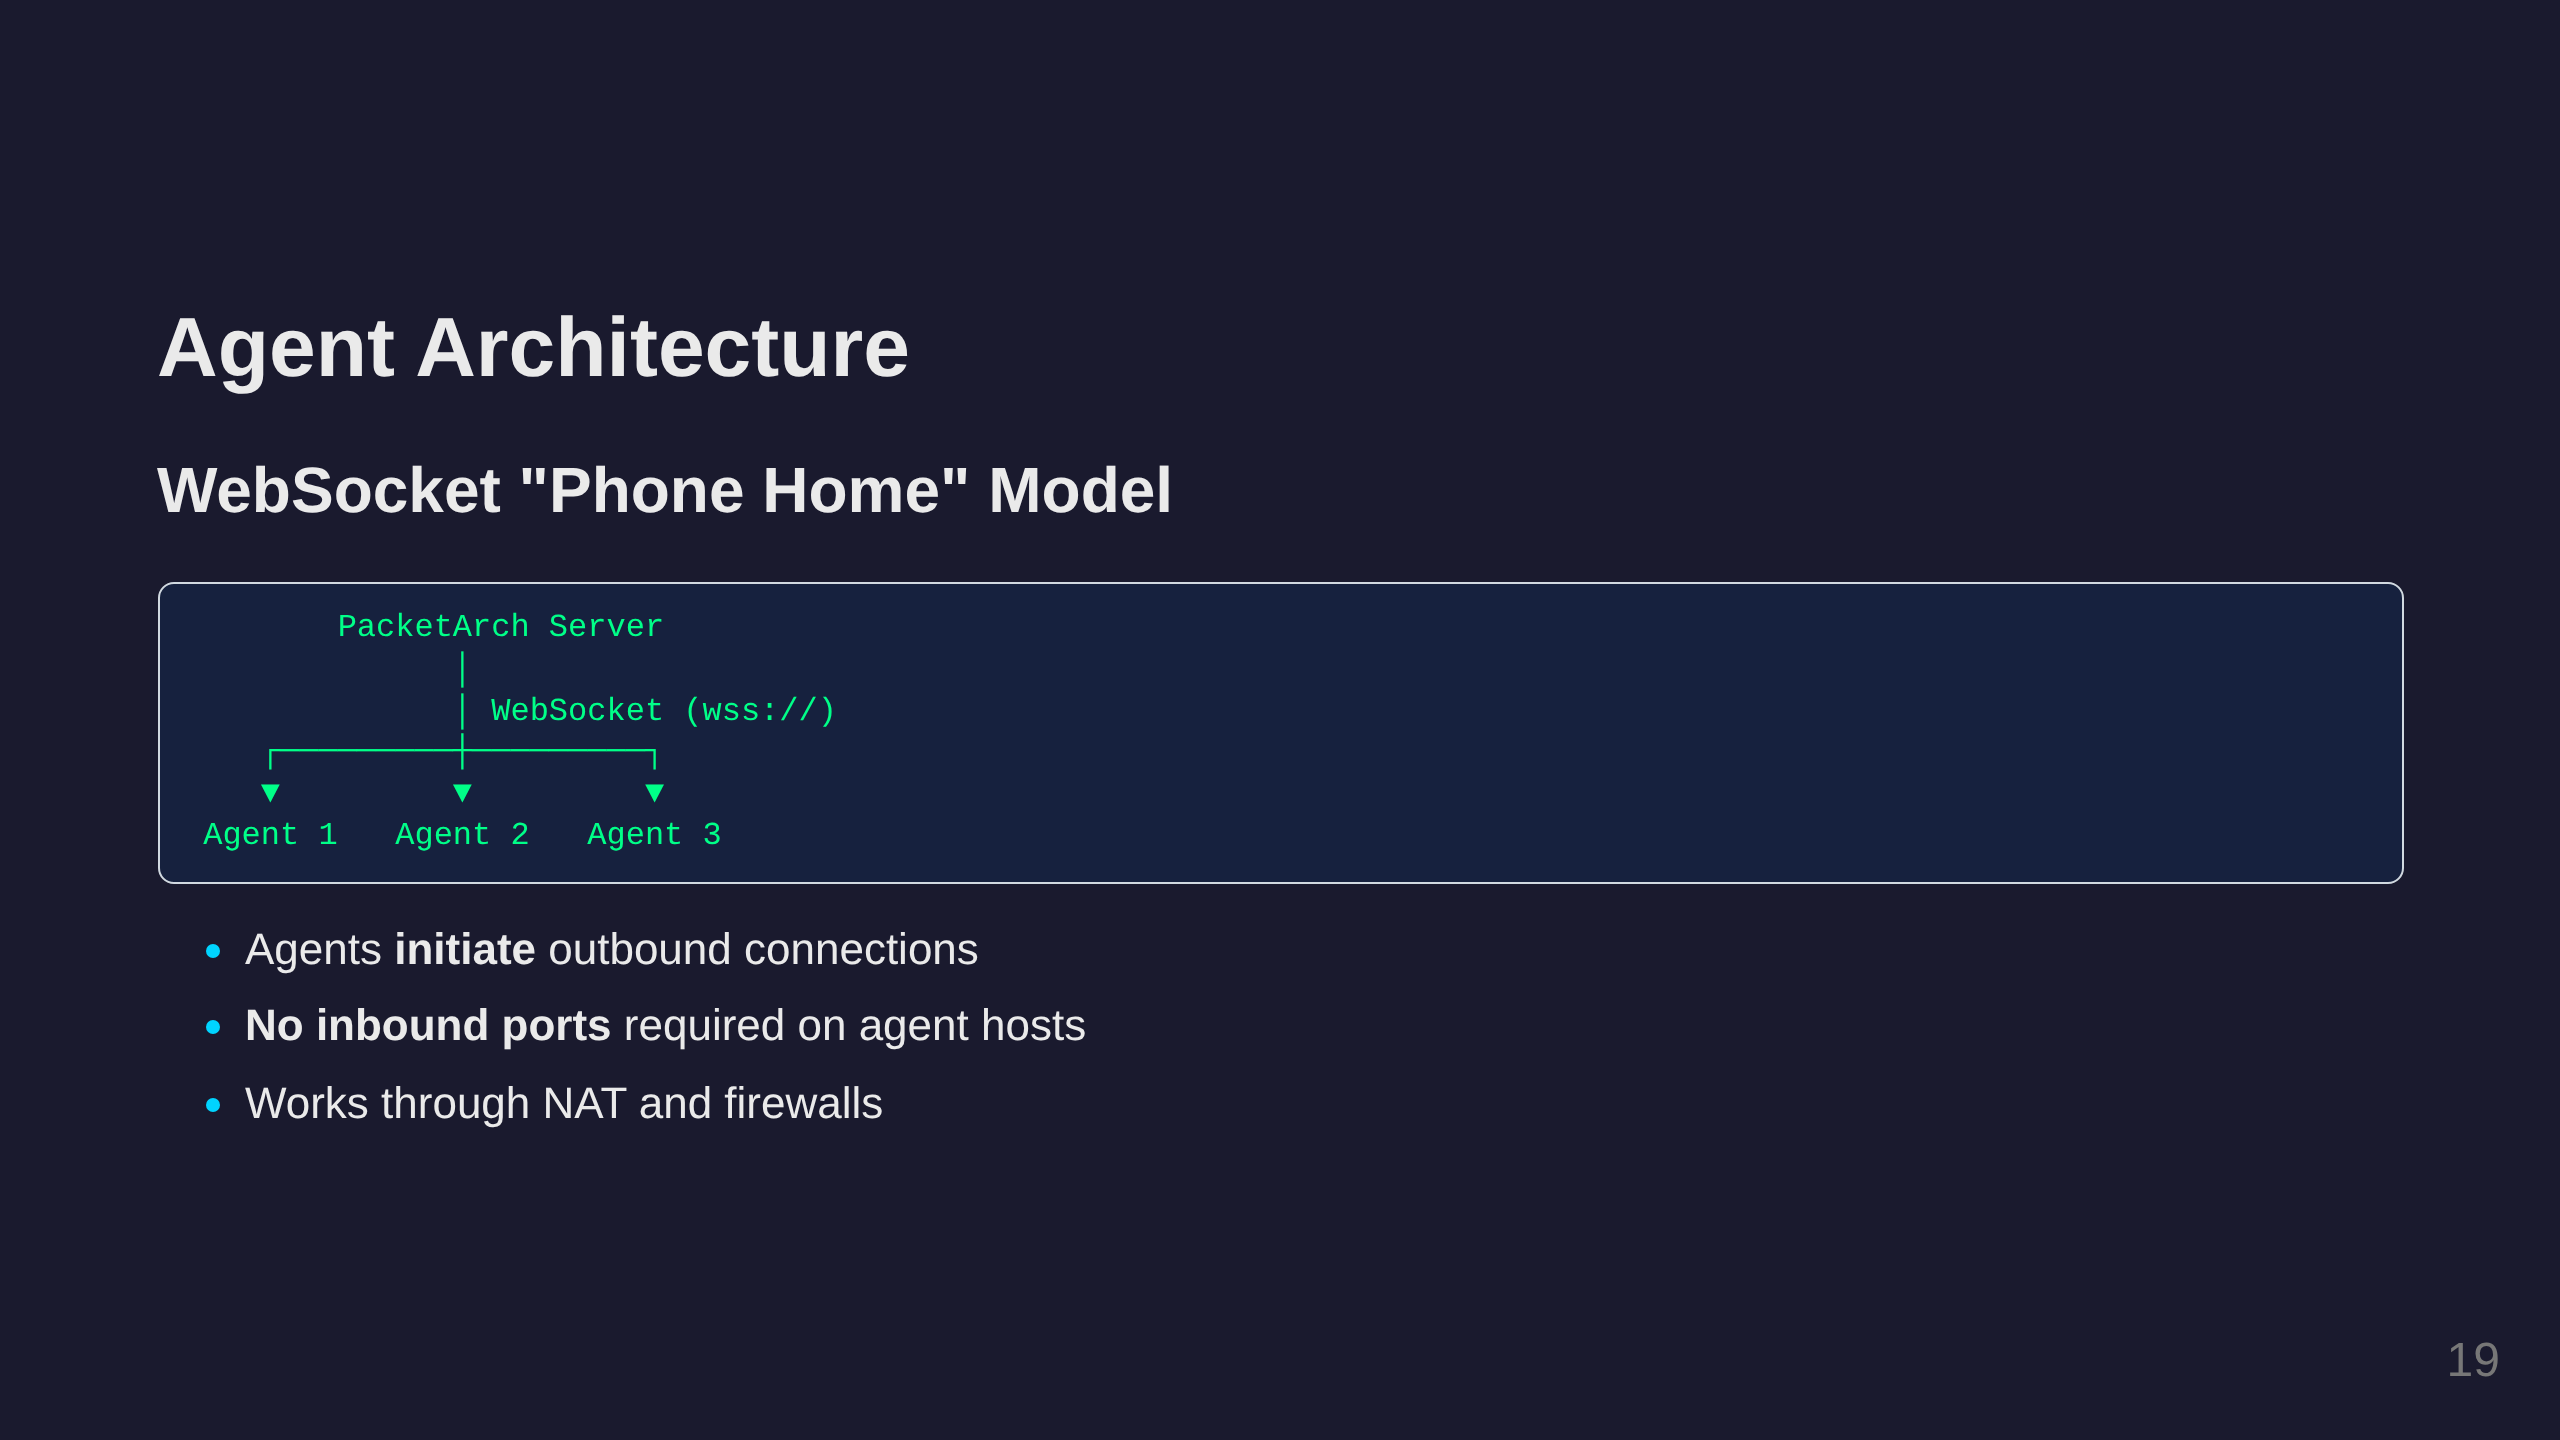 Agent Architecture
WebSocket "Phone Home" Model
PacketArch Server
WebSocket (wss://)
Agent 1   Agent 2   Agent 3
Agents initiate outbound connections
No inbound ports required on agent hosts
Works through NAT and firewalls
19